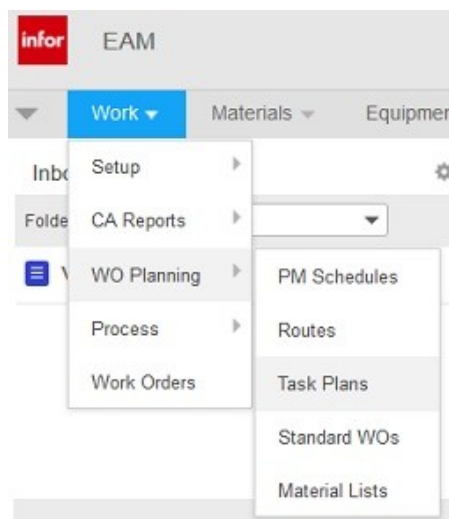 infor EAM
Work Materials Equipmer
Inbo
Setup
Folde
CA Reports
WO Planning
PM Schedules
Process
Routes
Work Orders
Task Plans
Standard WOs
Material Lists